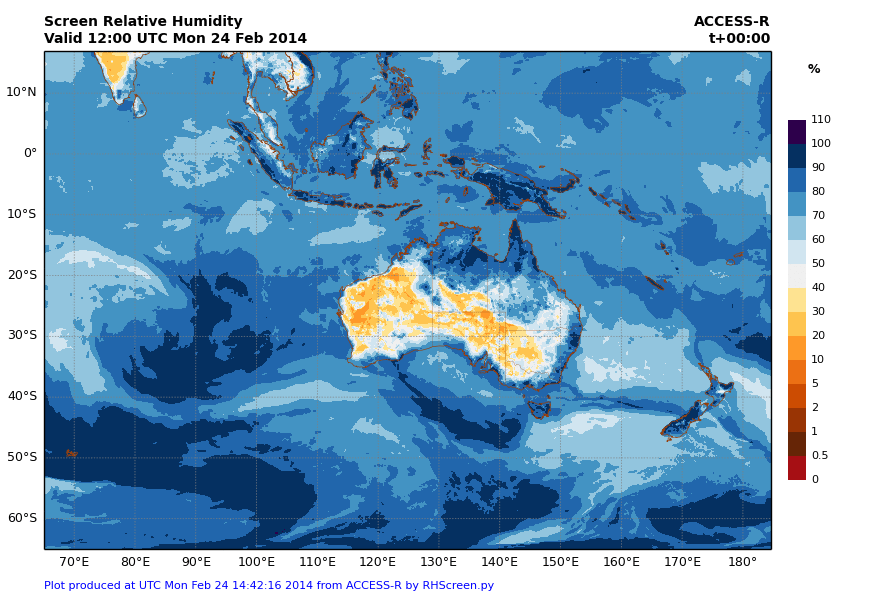 Screen Relative Humidity
Valid 12:00 UTC Mon 24 Feb 2014
ACCESS-R
t+00:00
%
10°N
0°
10°S
20°S
30°S
40°S
50°S
60°S
70°E 80°E 90°E 100°E 110°E 120°E 130°E 140°E 150°E 160°E 170°E 180°
110
100
90
80
70
60
50
40
30
20
10
5
2
1
0.5
0
Plot produced at UTC Mon Feb 24 14:42:16 2014 from ACCESS-R by RHScreen.py